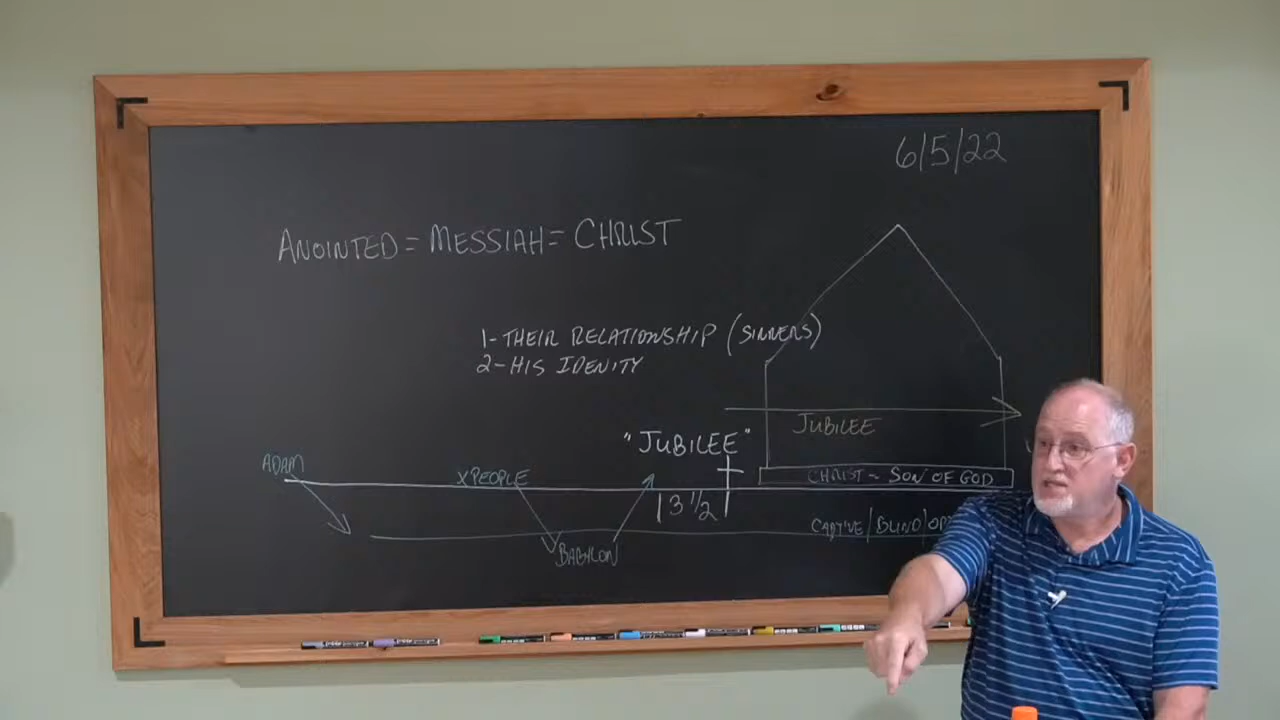 6/5/22
ANOINTED = MESSIAH = CHRIST
1- THEIR RELATIONSHIP (SINNERS)
2- HIS IDENITY
"JUBILEE"
JUBILEE
ADAM
X PEOPLE
CHRIST ~ SON OF GOD
3 1/2
CAPTIVE/BLIND/
BABYLON